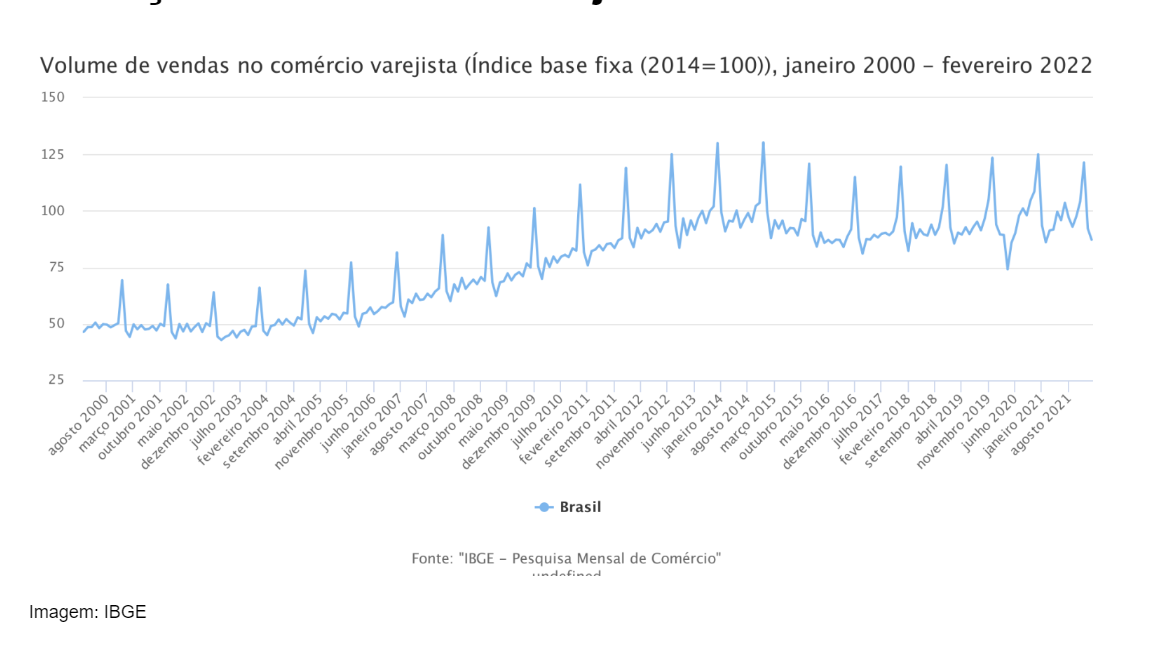 Volume de vendas no comércio varejista (Índice base fixa (2014=100)), janeiro 2000 – fevereiro 2022
150
125
100
75
50
25
agosto 2000
março 2001
outubro 2001
maio 2002
dezembro 2002
julho 2003
fevereiro 2004
setembro 2004
abril 2005
novembro 2005
junho 2006
janeiro 2007
agosto 2007
março 2008
outubro 2008
maio 2009
dezembro 2009
julho 2010
fevereiro 2011
setembro 2011
abril 2012
novembro 2012
junho 2013
janeiro 2014
agosto 2014
março 2015
outubro 2015
maio 2016
dezembro 2016
julho 2017
fevereiro 2018
setembro 2018
abril 2019
novembro 2019
junho 2020
janeiro 2021
agosto 2021
Brasil
Fonte: "IBGE – Pesquisa Mensal de Comércio"
undefined
Imagem: IBGE